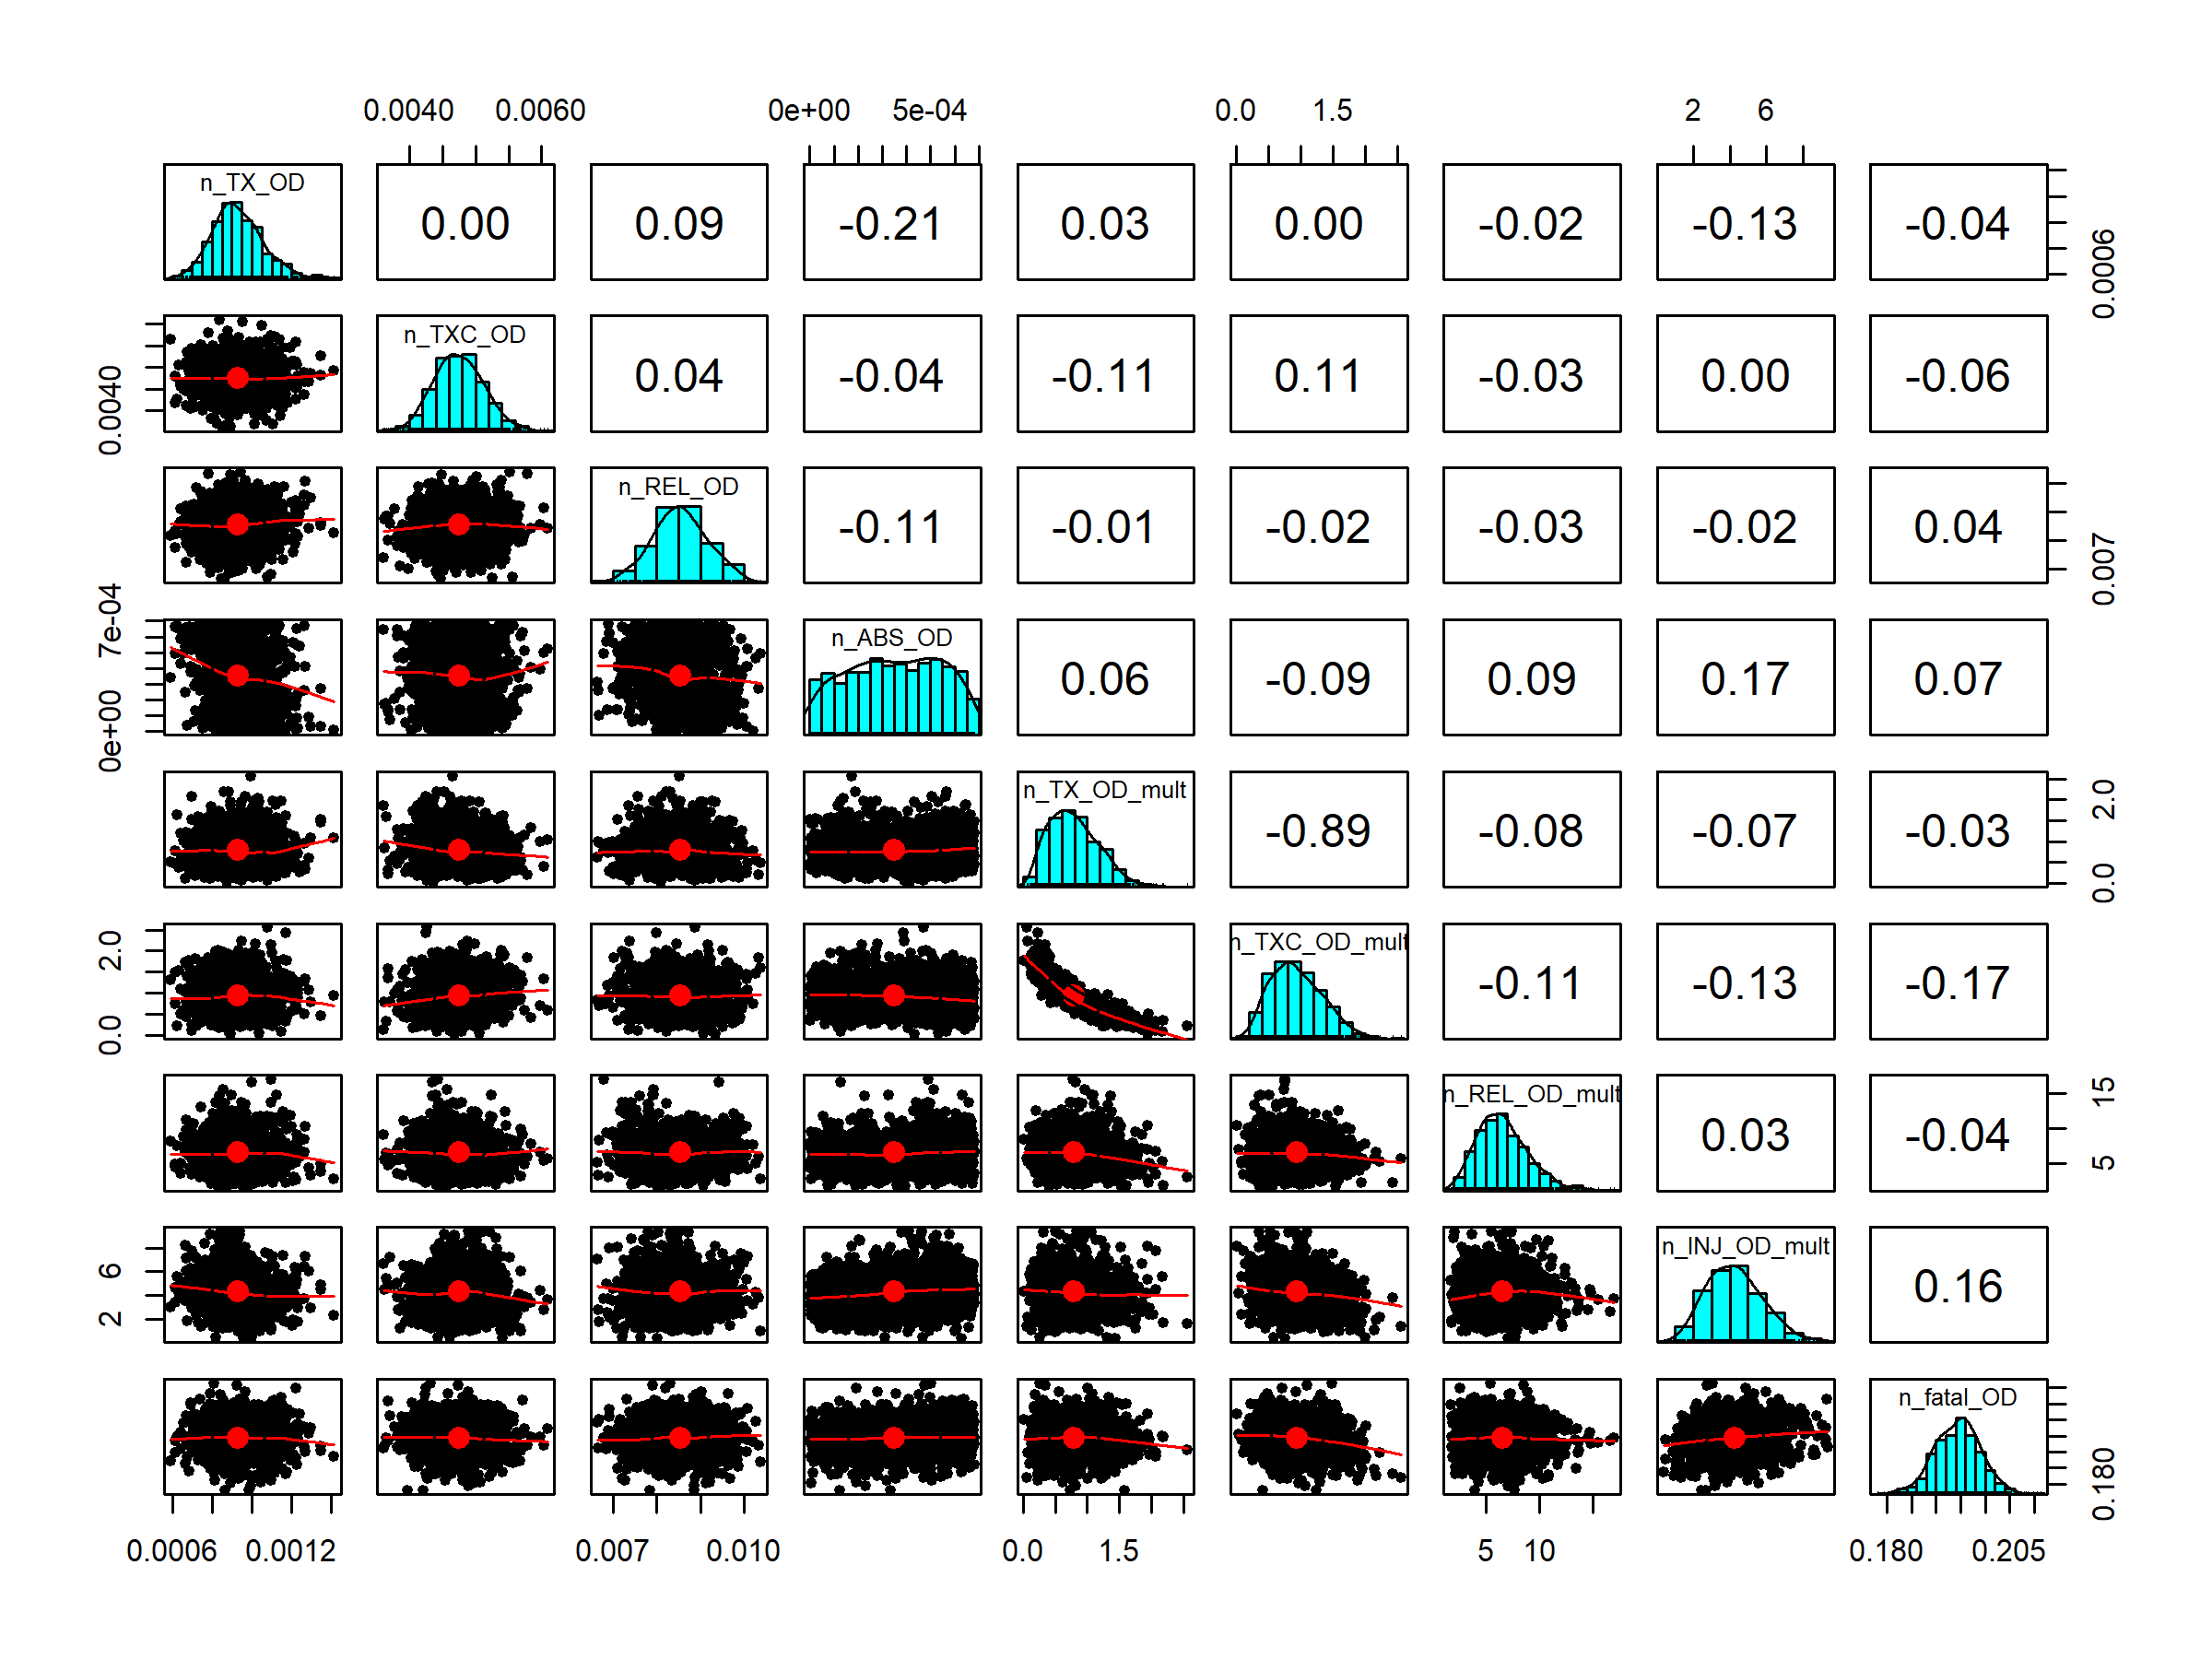 0.0040 0.0060 0e+00 5e-04 0.0 1.5 2 6
n_TX_OD 0.00 0.09 -0.21 0.03 0.00 -0.02 -0.13 -0.04 0.0006
0.0040 n_TXC_OD 0.04 -0.04 -0.11 0.11 -0.03 0.00 -0.06
n_REL_OD -0.11 -0.01 -0.02 -0.03 -0.02 0.04 0.007
0e+00 7e-04 n_ABS_OD 0.06 -0.09 0.09 0.17 0.07
n_TX_OD_mult -0.89 -0.08 -0.07 -0.03 0.0 2.0
0.0 2.0 n_TXC_OD_mult -0.11 -0.13 -0.17
n_REL_OD_mult 0.03 -0.04 5 15
2 6 n_INJ_OD_mult 0.16
n_fatal_OD 0.180
0.0006 0.0012 0.007 0.010 0.0 1.5 5 10 0.180 0.205